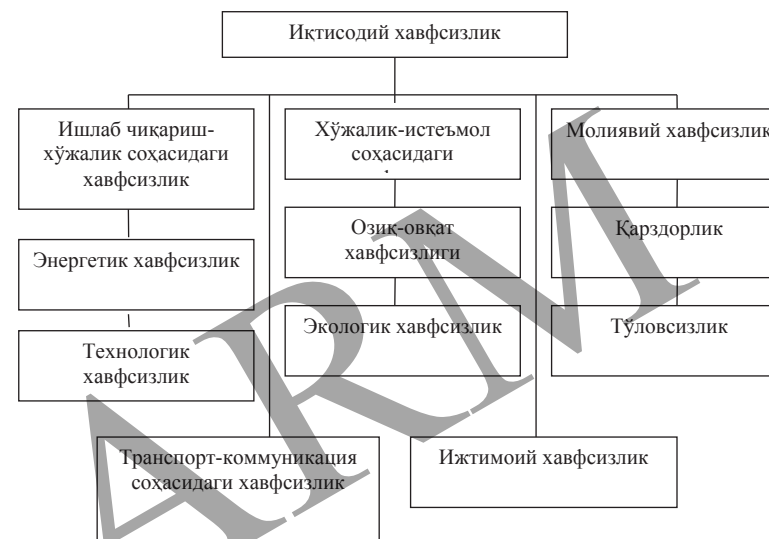 Иқтисодий хавфсизлик
Ишлаб чиқариш-
хўжалик соҳасидаги
хавфсизлик
Хўжалик-истеъмол
соҳасидаги
Молиявий хавфсизлик
Энергетик хавфсизлик
Озиқ-овқат
хавфсизлиги
Қарздорлик
Технологик
хавфсизлик
Экологик хавфсизлик
Тўловсизлик
Транспорт-коммуникация
соҳасидаги хавфсизлик
Ижтимоий хавфсизлик
ARM